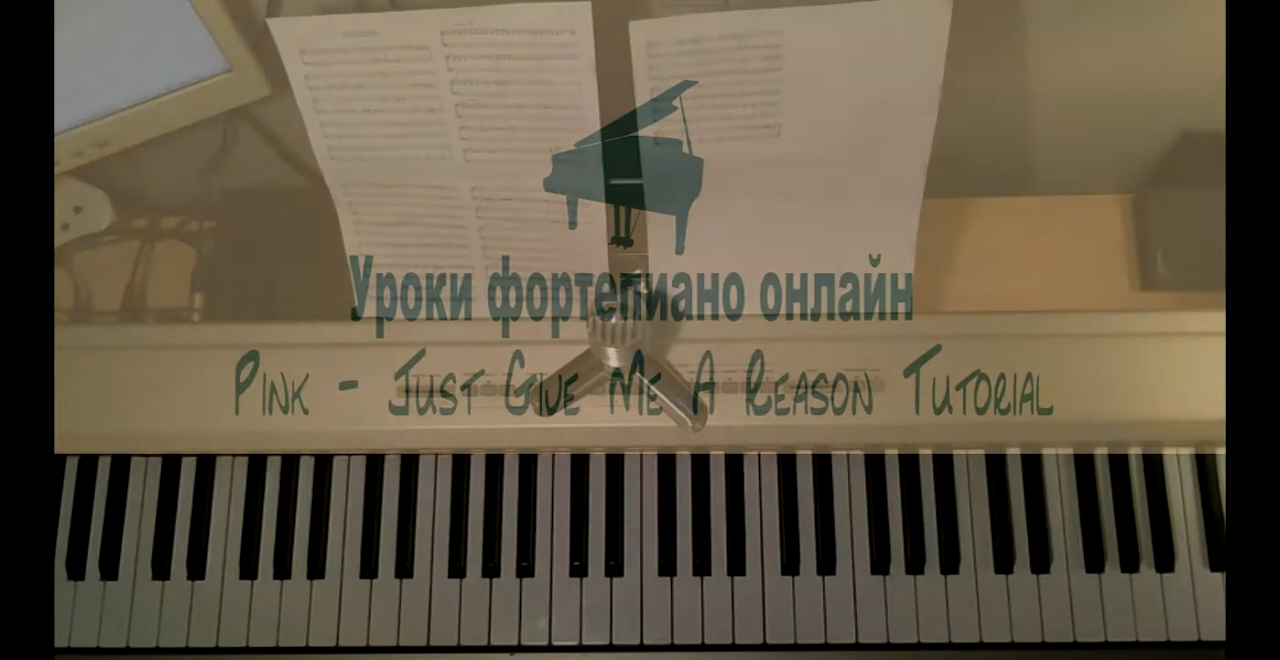 Уроки фортепиано онлайн
Pink - Just Give Me A Reason Tutorial